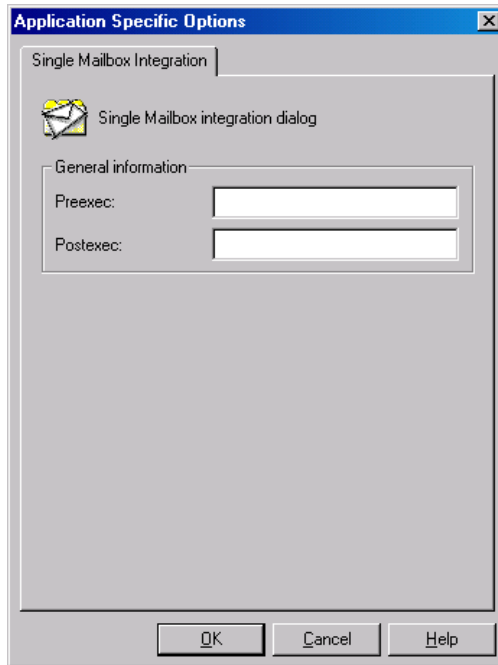 Application Specific Options
Single Mailbox Integration
Single Mailbox integration dialog
General information
Preexec:
Postexec:
OK Cancel Help